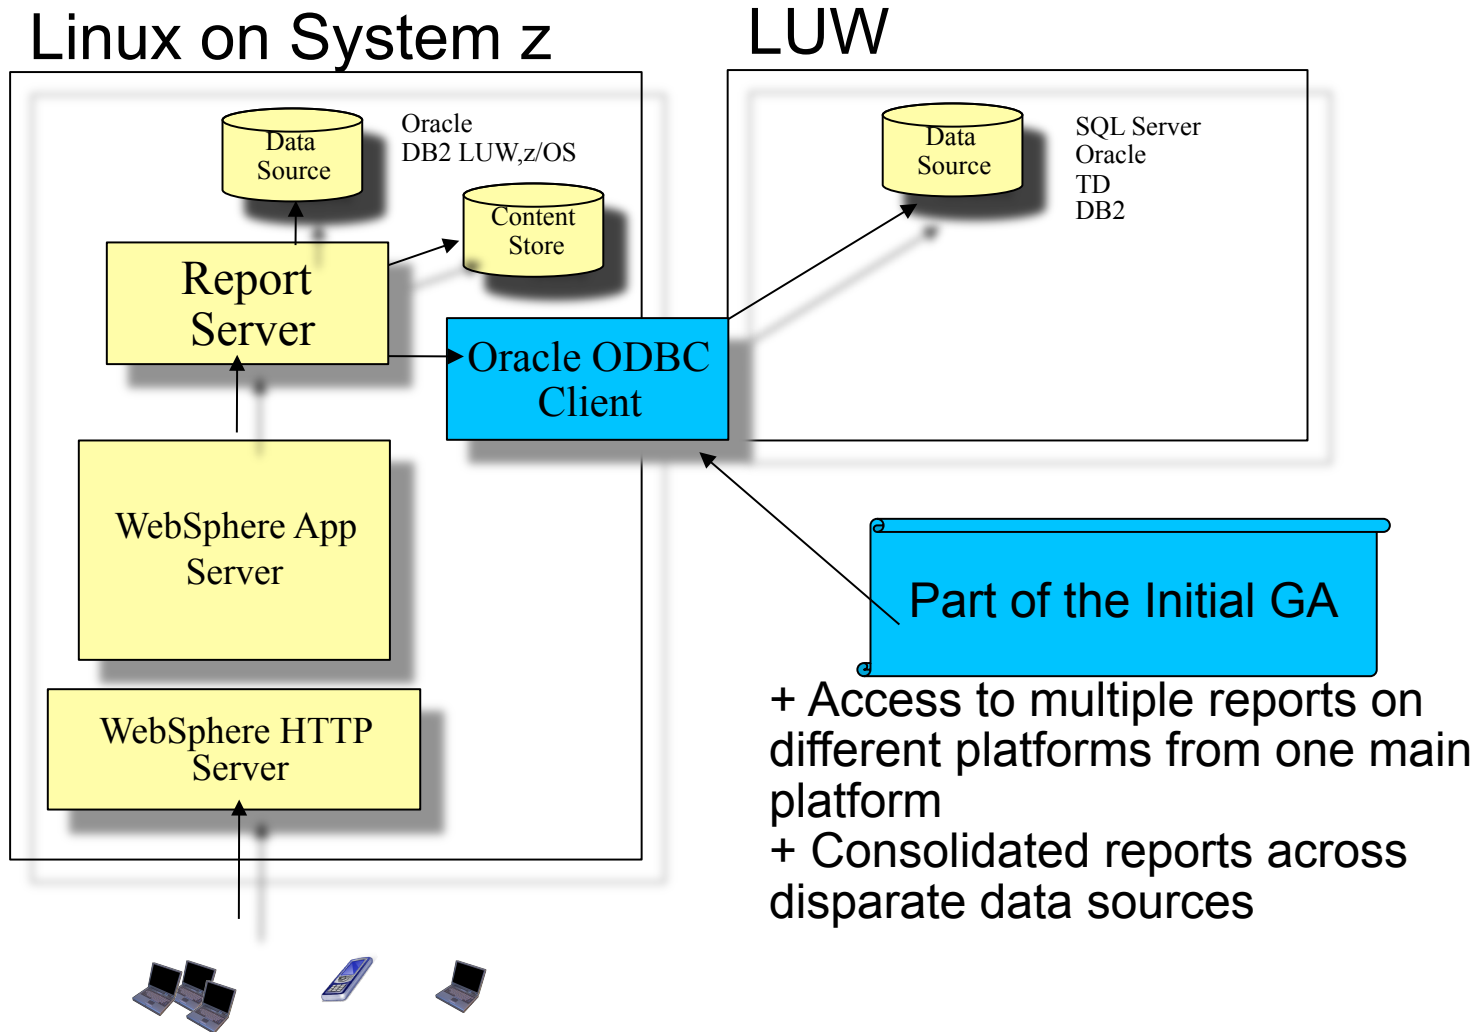 Linux on System z
LUW
Data
Source
Oracle
DB2 LUW,z/OS
Content
Store
Report
Server
Oracle ODBC
Client
WebSphere App
Server
WebSphere HTTP
Server
Data
Source
SQL Server
Oracle
TD
DB2
Part of the Initial GA
+ Access to multiple reports on
different platforms from one main
platform
+ Consolidated reports across
disparate data sources